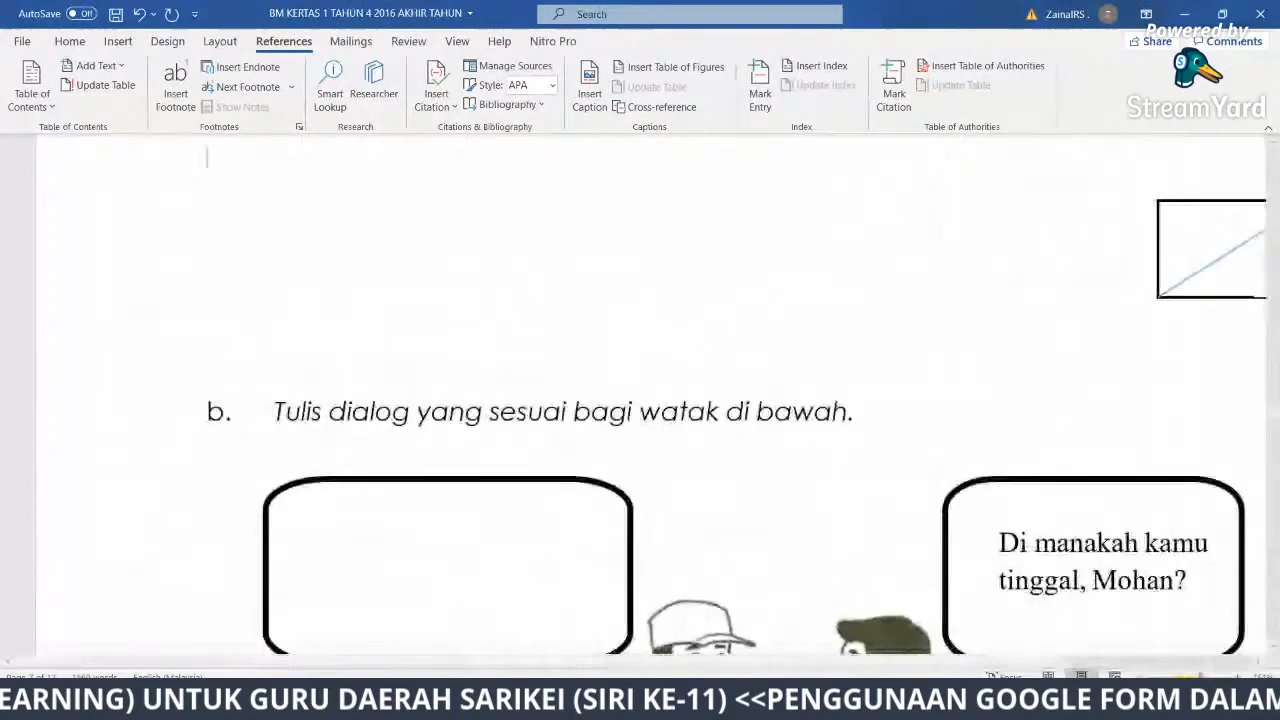 AutoSave Off BM KERTAS 1 TAHUN 4 2016 AKHIR TAHUN Search ZainalRS .
File Home Insert Design Layout References Mailings Review View Help Nitro Pro Share Comments
Powered by
StreamYard
Table of Contents
Add Text
Update Table
Table of Contents
Insert Footnote
Insert Endnote
Next Footnote
Show Notes
Footnotes
Smart Lookup
Researcher
Research
Insert Citation
Manage Sources
Style: APA
Bibliography
Citations & Bibliography
Insert Caption
Insert Table of Figures
Update Table
Cross-reference
Captions
Mark Entry
Insert Index
Update Index
Index
Mark Citation
Insert Table of Authorities
Update Table
Table of Authorities
b. Tulis dialog yang sesuai bagi watak di bawah.
Di manakah kamu
tinggal, Mohan?
EARNING) UNTUK GURU DAERAH SARIKEI (SIRI KE-11) <<PENGGUNAAN GOOGLE FORM DALAM